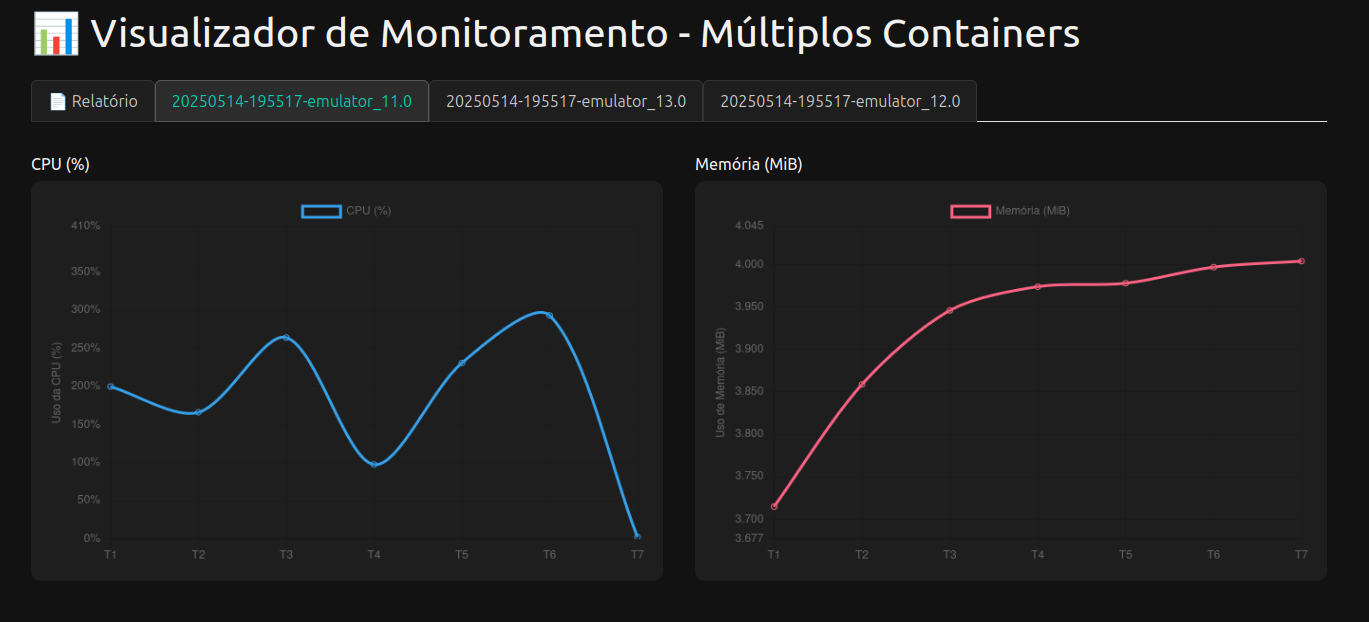 Visualizador de Monitoramento - Múltiplos Containers
Relatório
20250514-195517-emulator_11.0
20250514-195517-emulator_13.0
20250514-195517-emulator_12.0
CPU (%)
CPU (%)
Uso da CPU (%)
410%
350%
300%
250%
200%
150%
100%
50%
0%
T1 T2 T3 T4 T5 T6 T7
Memória (MiB)
Memória (MiB)
Uso de Memória (MiB)
4.045
4.000
3.950
3.900
3.850
3.800
3.750
3.700
3.677
T1 T2 T3 T4 T5 T6 T7